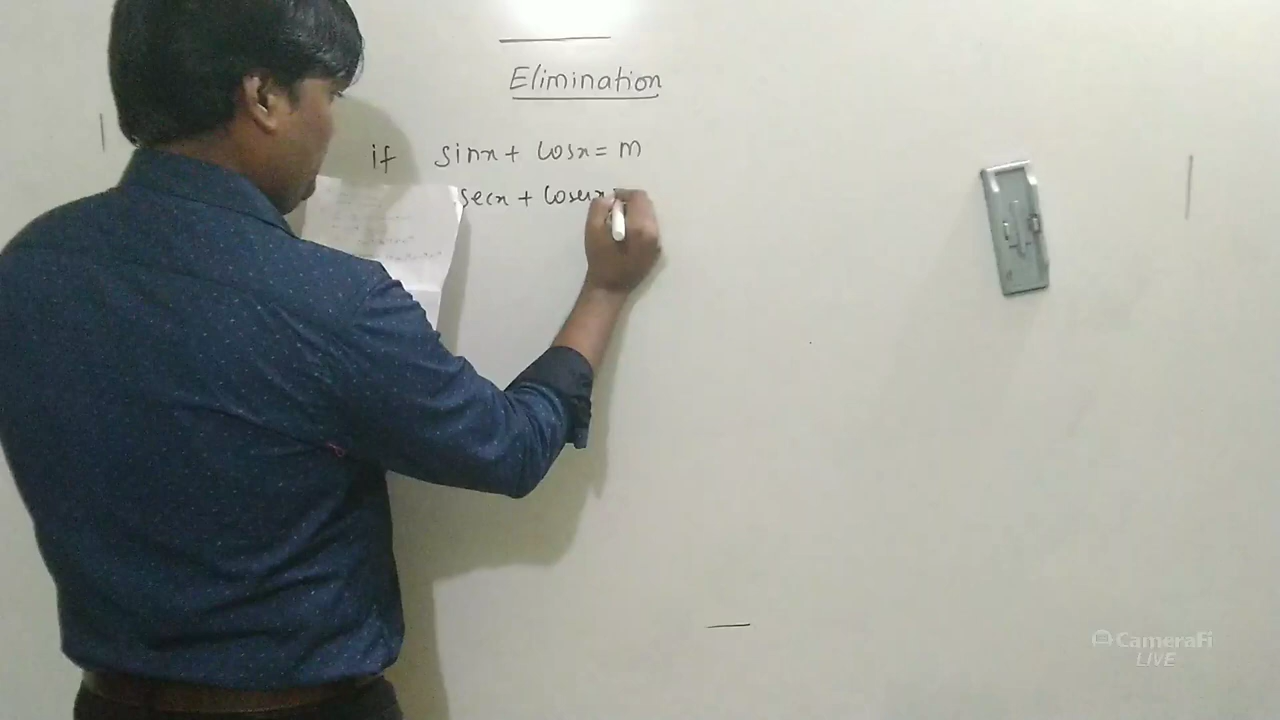 Elimination
if sinx + cosx = m
secx + cosecx =
CameraFi
LIVE